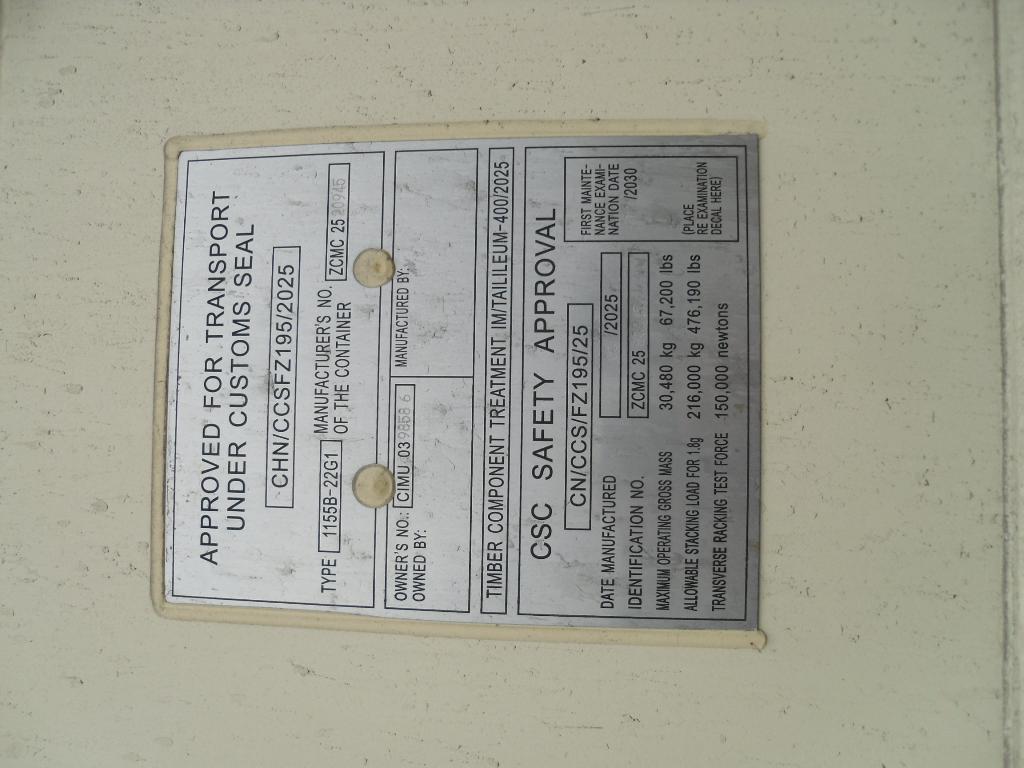 APPROVED FOR TRANSPORT
UNDER CUSTOMS SEAL
CHN/CCSFZ195/2025
TYPE 1155B-22G1 MANUFACTURER'S NO.
OF THE CONTAINER
ZCMC 25
OWNER'S NO.: CIMU 039858 6
OWNED BY:
MANUFACTURED BY:
TIMBER COMPONENT TREATMENT IM/TAILILEUM-400/2025
CSC SAFETY APPROVAL
CN/CCS/FZ195/25
DATE MANUFACTURED /2025
IDENTIFICATION NO. ZCMC 25
MAXIMUM OPERATING GROSS MASS 30,480 kg 67,200 lbs
ALLOWABLE STACKING LOAD FOR 1.8g 216,000 kg 476,190 lbs
TRANSVERSE RACKING TEST FORCE 150,000 newtons
FIRST MAINTE-
NANCE EXAMI-
NATION DATE
/2030
(PLACE
RE EXAMINATION
DECAL HERE)